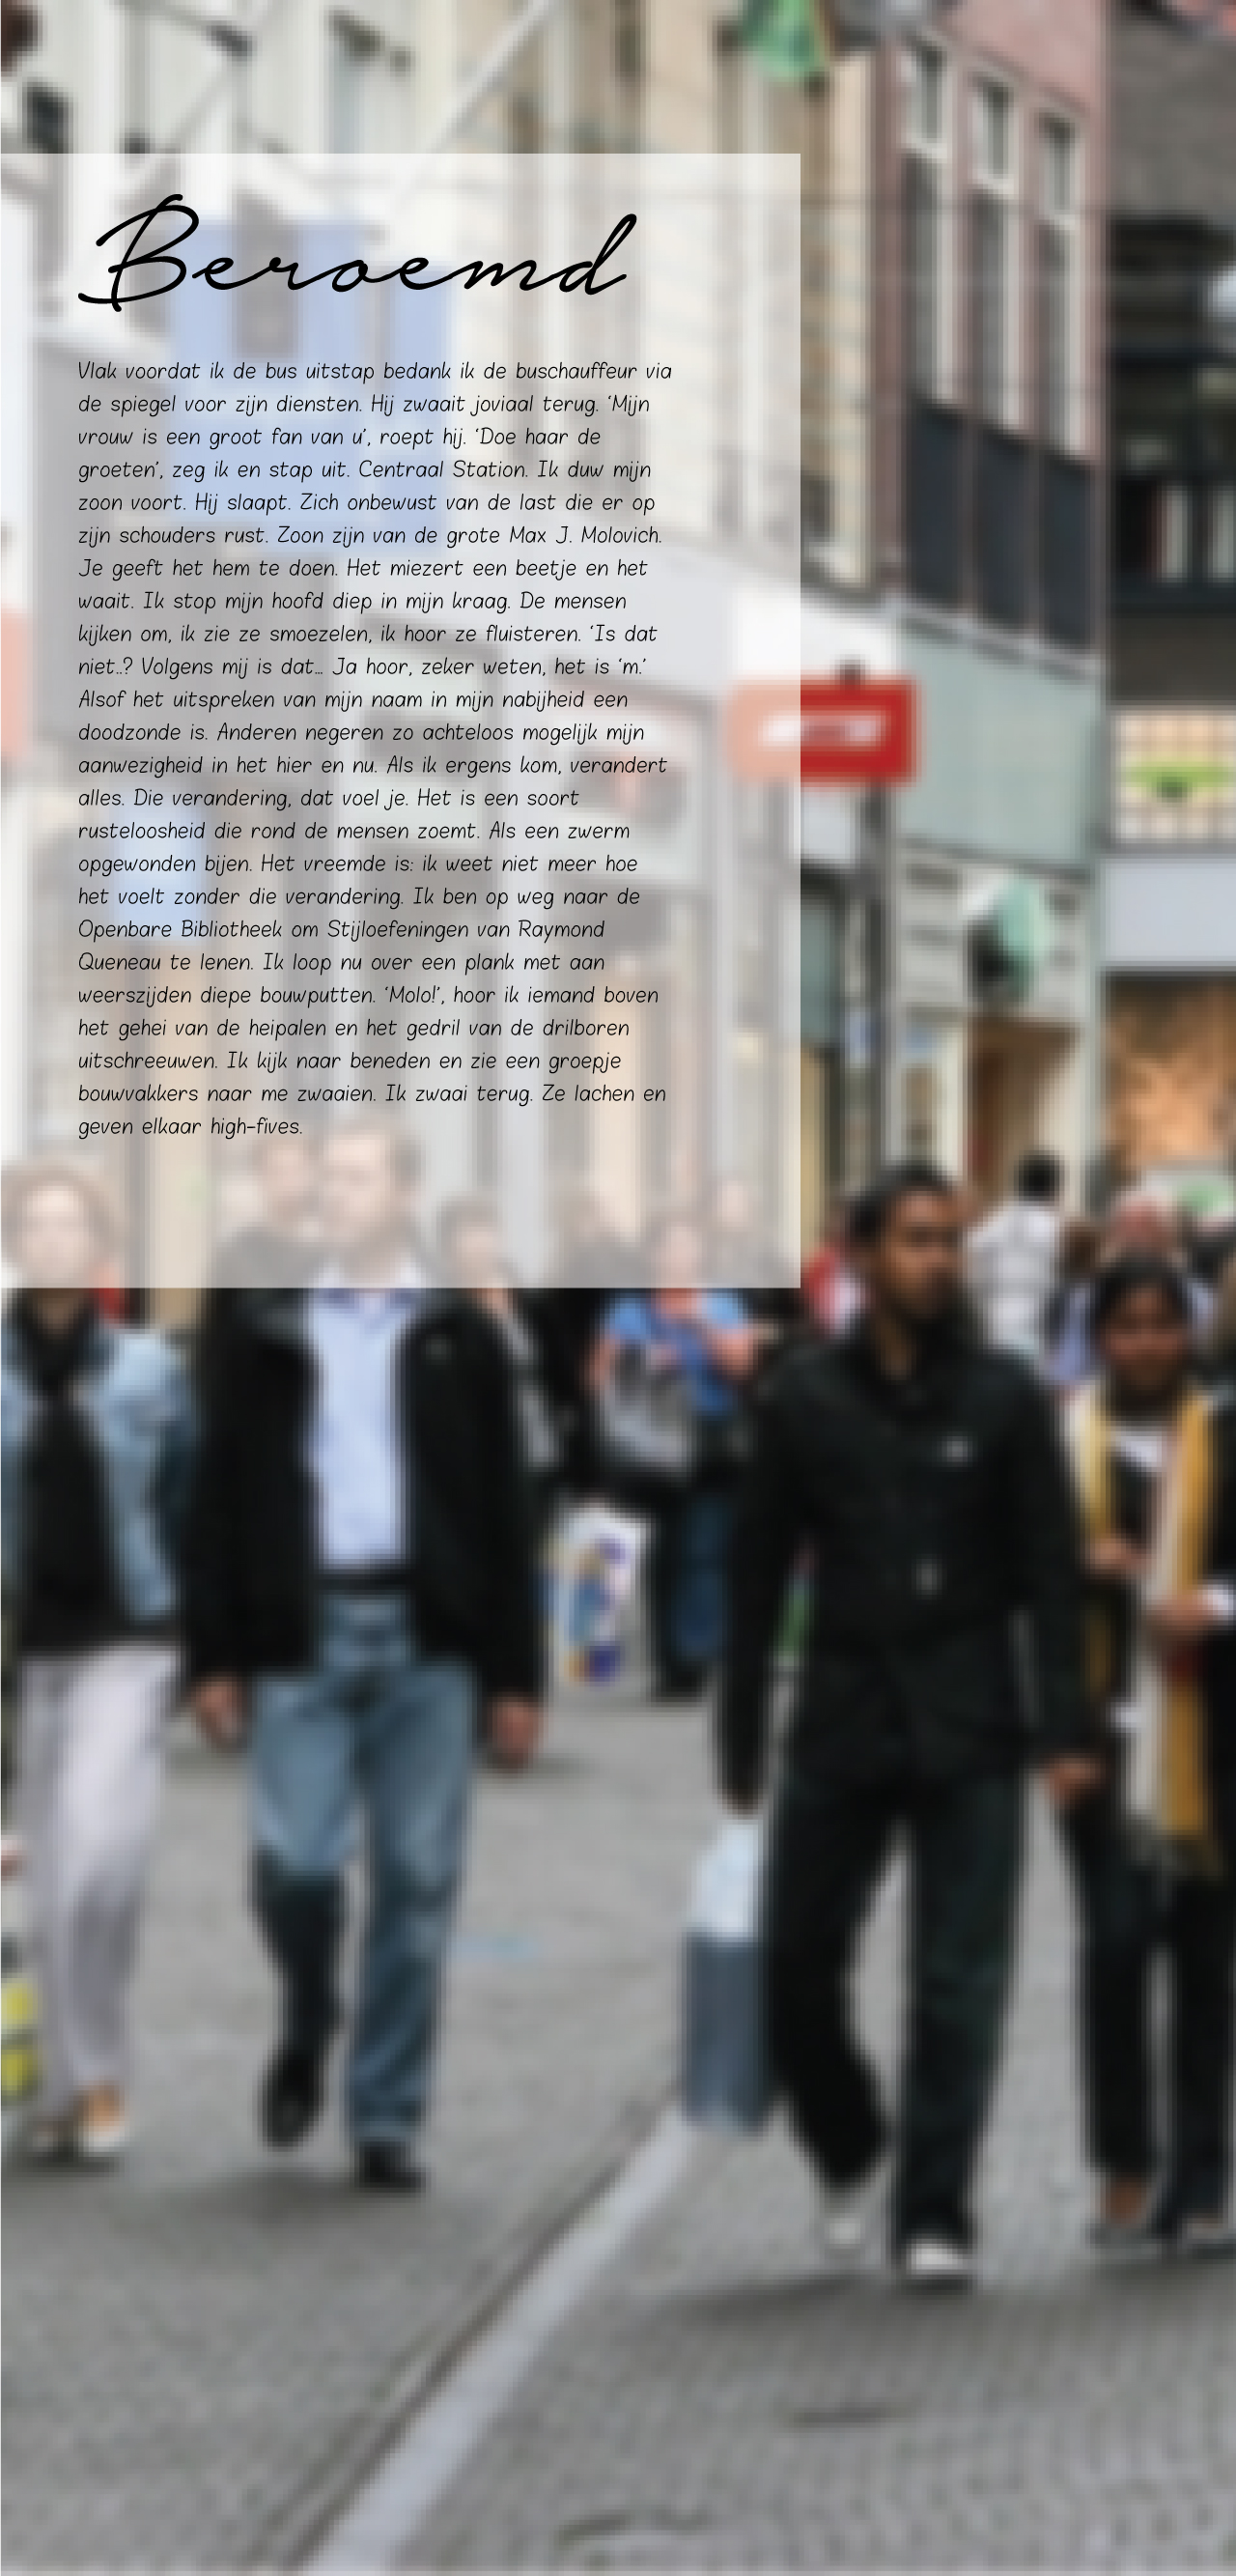 Beroemd
Vlak voordat ik de bus uitstap bedank ik de buschauffeur via
de spiegel voor zijn diensten. Hij zwaait joviaal terug. ‘Mijn
vrouw is een groot fan van u’, roept hij. ‘Doe haar de
groeten’, zeg ik en stap uit. Centraal Station. Ik duw mijn
zoon voort. Hij slaapt. Zich onbewust van de last die er op
zijn schouders rust. Zoon zijn van de grote Max J. Molovich.
Je geeft het hem te doen. Het miezert een beetje en het
waait. Ik stop mijn hoofd diep in mijn kraag. De mensen
kijken om, ik zie ze smoezelen, ik hoor ze fluisteren. ‘Is dat
niet..? Volgens mij is dat… Ja hoor, zeker weten, het is ‘m.’
Alsof het uitspreken van mijn naam in mijn nabijheid een
doodzonde is. Anderen negeren zo achteloos mogelijk mijn
aanwezigheid in het hier en nu. Als ik ergens kom, verandert
alles. Die verandering, dat voel je. Het is een soort
rusteloosheid die rond de mensen zoemt. Als een zwerm
opgewonden bijen. Het vreemde is: ik weet niet meer hoe
het voelt zonder die verandering. Ik ben op weg naar de
Openbare Bibliotheek om Stijloefeningen van Raymond
Queneau te lenen. Ik loop nu over een plank met aan
weerszijden diepe bouwputten. ‘Molo!’, hoor ik iemand boven
het gehei van de heipalen en het gedril van de drilboren
uitschreeuwen. Ik kijk naar beneden en zie een groepje
bouwvakkers naar me zwaaien. Ik zwaai terug. Ze lachen en
geven elkaar high-fives.